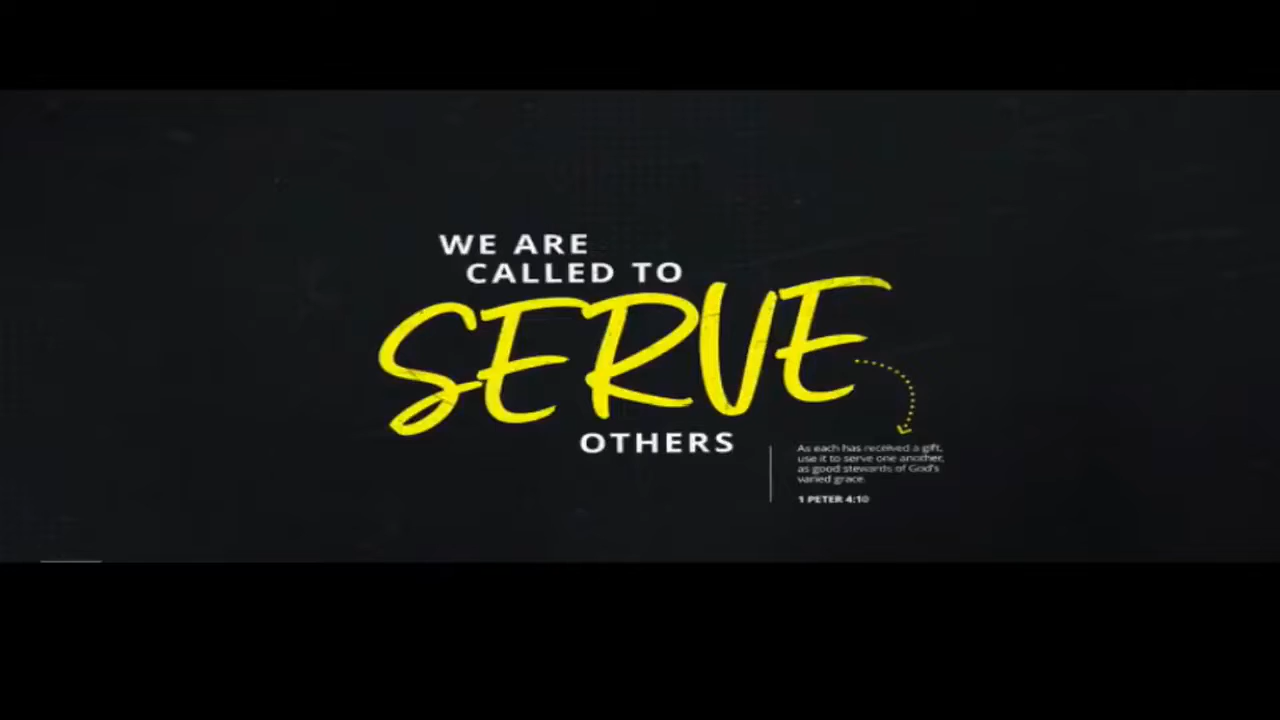 WE ARE
CALLED TO
SERVE
OTHERS
As each has received a gift,
use it to serve one another,
as good stewards of God's
varied grace.
1 PETER 4:10